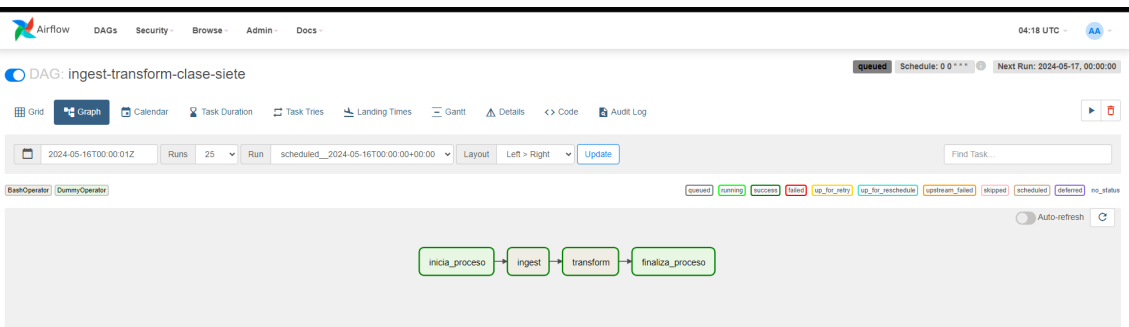 Airflow DAGs Security Browse Admin Docs 04:18 UTC AA
DAG: ingest-transform-clase-siete queued Schedule: 0 0 * * * Next Run: 2024-05-17, 00:00:00
Grid Graph Calendar Task Duration Task Tries Landing Times Gantt Details <> Code Audit Log
2024-05-16T00:00:01Z Runs 25 Run scheduled__2024-05-16T00:00:00+00:00 Layout Left > Right Update Find Task...
BashOperator DummyOperator queued running success failed up_for_retry up_for_reschedule upstream_failed skipped scheduled deferred no_status
Auto-refresh
inicia_proceso ingest transform finaliza_proceso